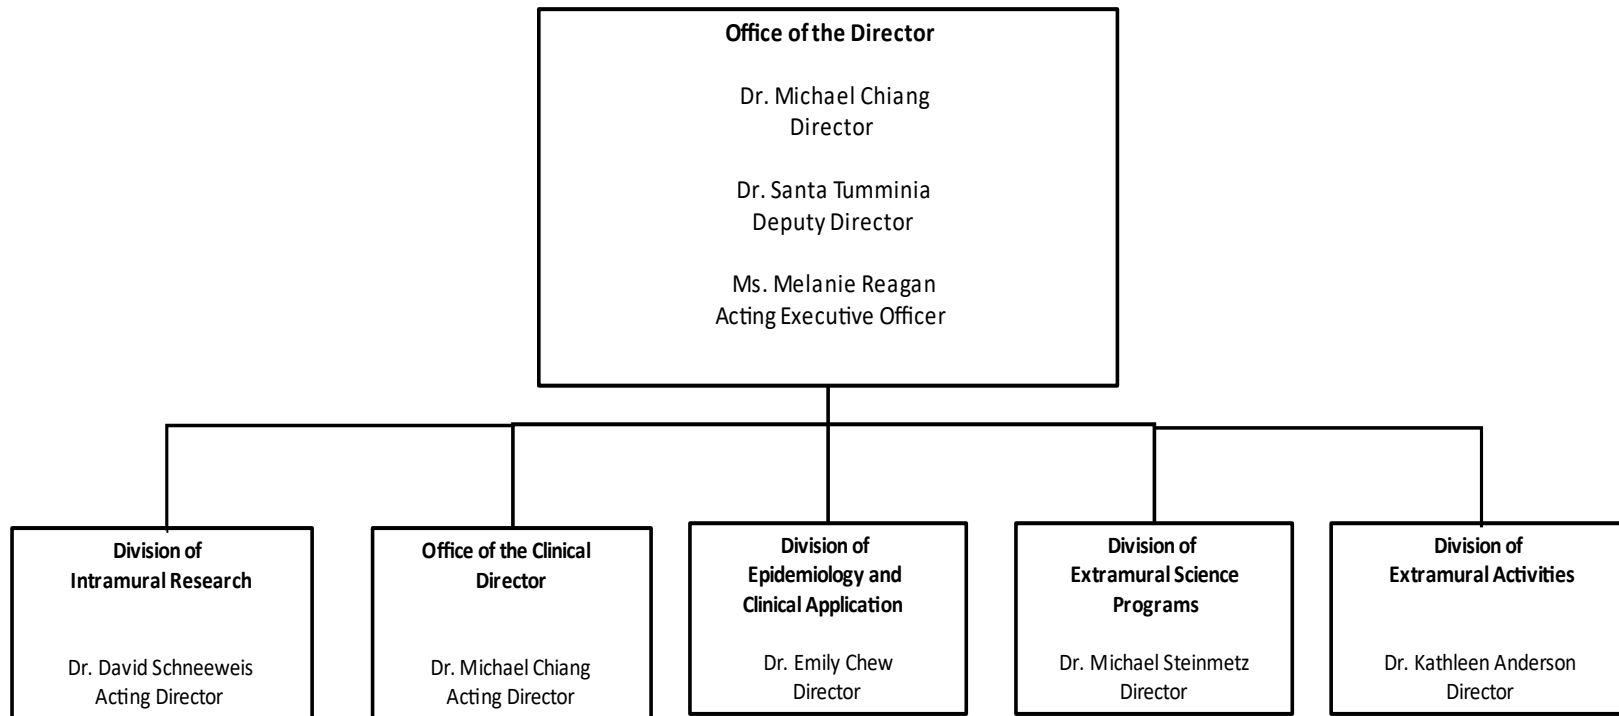 Office of the Director
Dr. Michael Chiang
Director
Dr. Santa Tumminia
Deputy Director
Ms. Melanie Reagan
Acting Executive Officer
Division of
Intramural Research
Dr. David Schneeweis
Acting Director
Office of the Clinical
Director
Dr. Michael Chiang
Acting Director
Division of
Epidemiology and
Clinical Application
Dr. Emily Chew
Director
Division of
Extramural Science
Programs
Dr. Michael Steinmetz
Director
Division of
Extramural Activities
Dr. Kathleen Anderson
Director